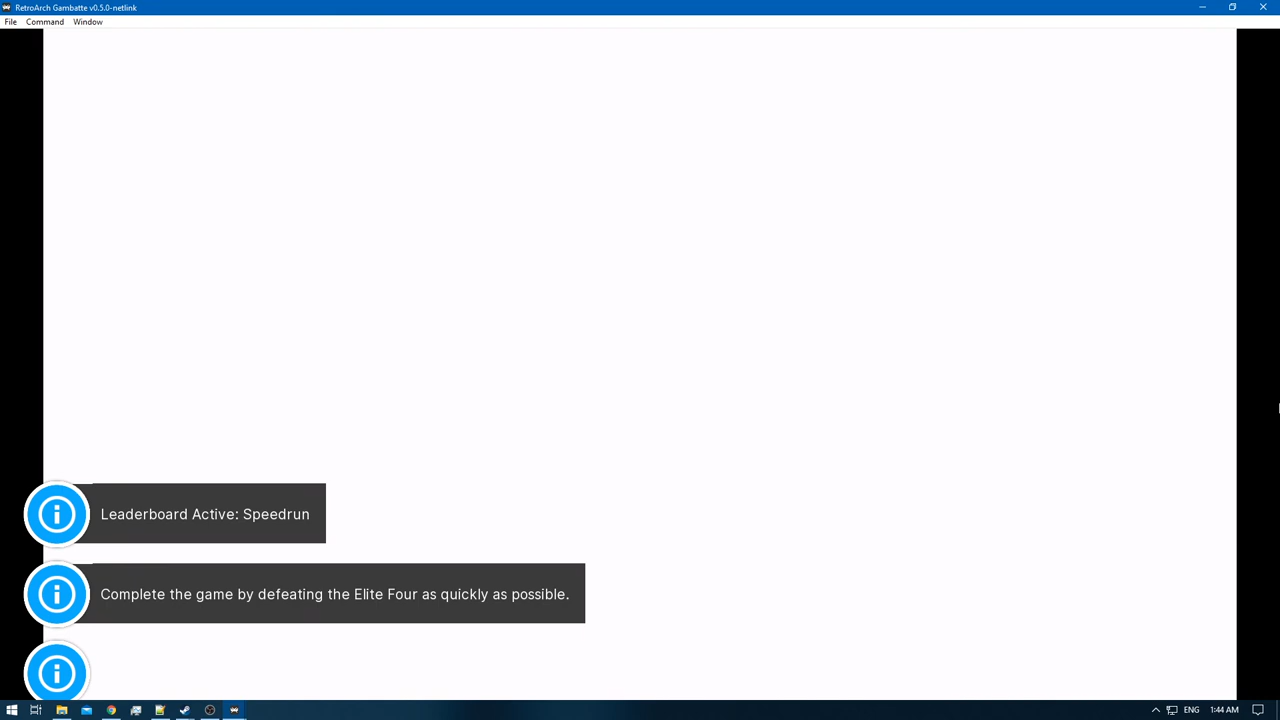 RetroArch Gambatte v0.5.0-netlink
File Command Window
Leaderboard Active: Speedrun
Complete the game by defeating the Elite Four as quickly as possible.
ENG 1:44 AM